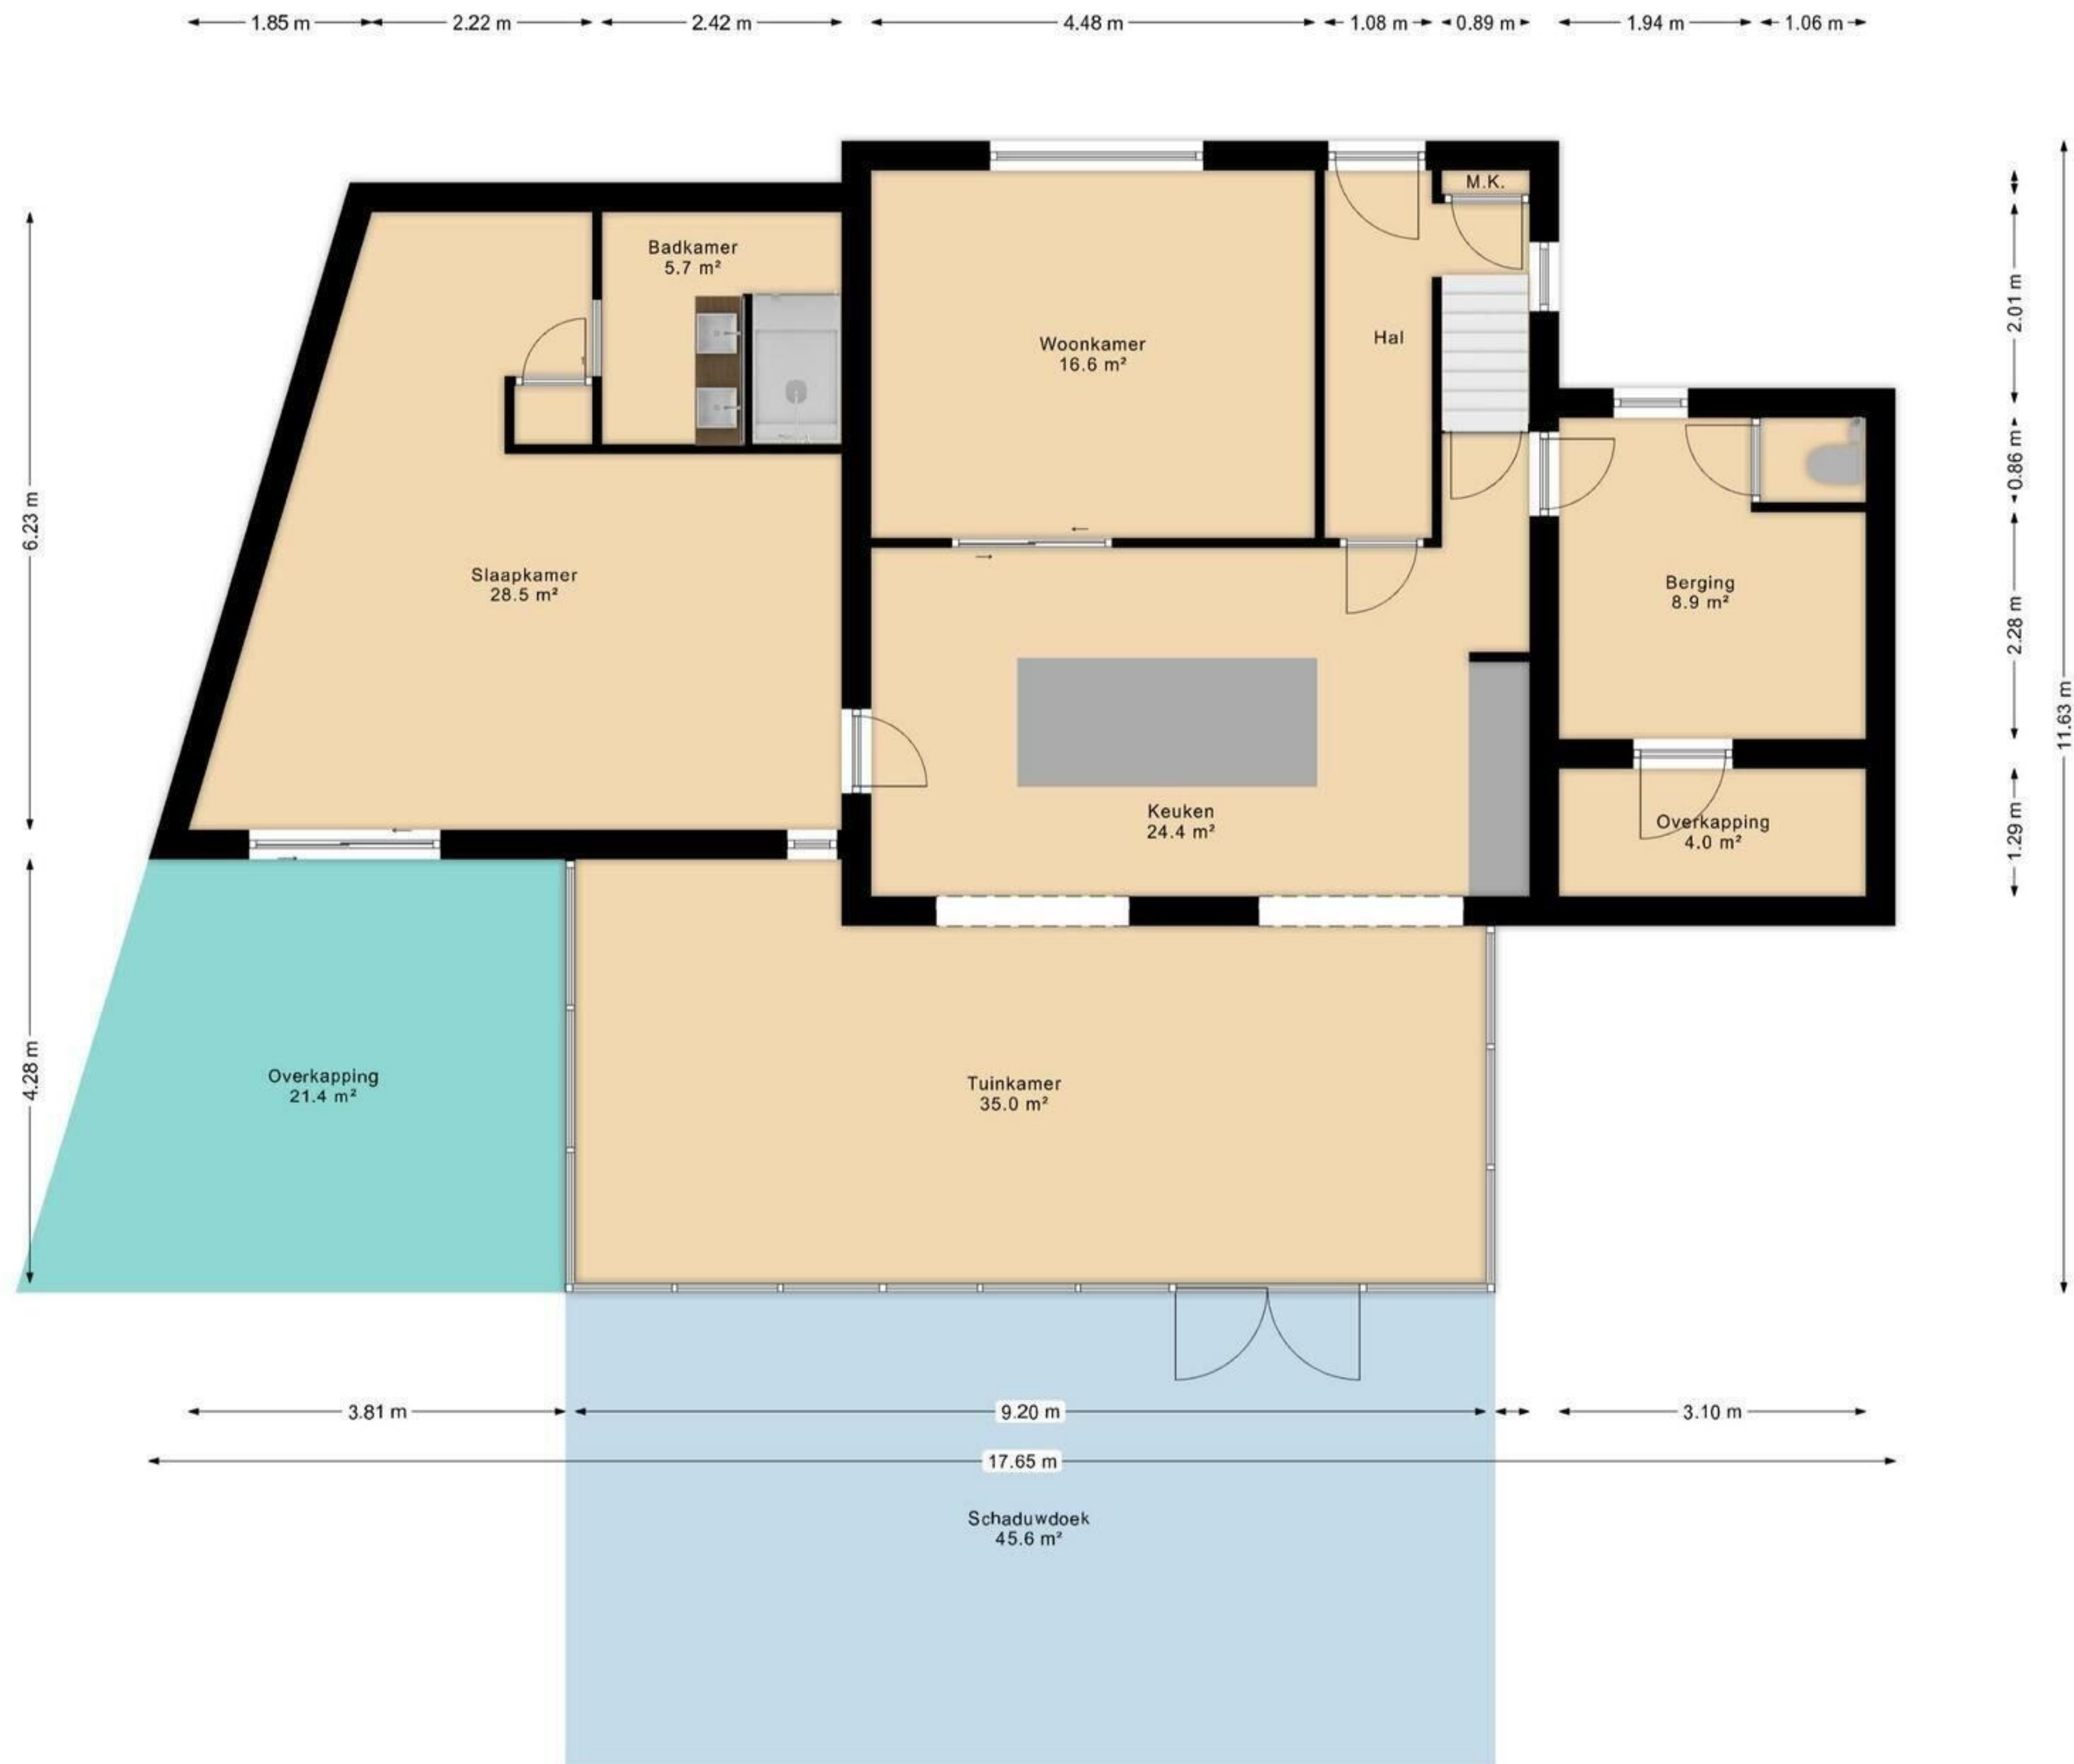 1.85 m 2.22 m 2.42 m 4.48 m 1.08 m 0.89 m 1.94 m 1.06 m
M.K.
Badkamer
5.7 m²
Woonkamer
16.6 m²
Hal
2.01 m
0.86 m
6.23 m
Slaapkamer
28.5 m²
Berging
8.9 m²
2.28 m
11.63 m
Keuken
24.4 m²
Overkapping
4.0 m²
1.29 m
4.28 m
Overkapping
21.4 m²
Tuinkamer
35.0 m²
3.81 m 9.20 m 3.10 m
17.65 m
Schaduwdoek
45.6 m²